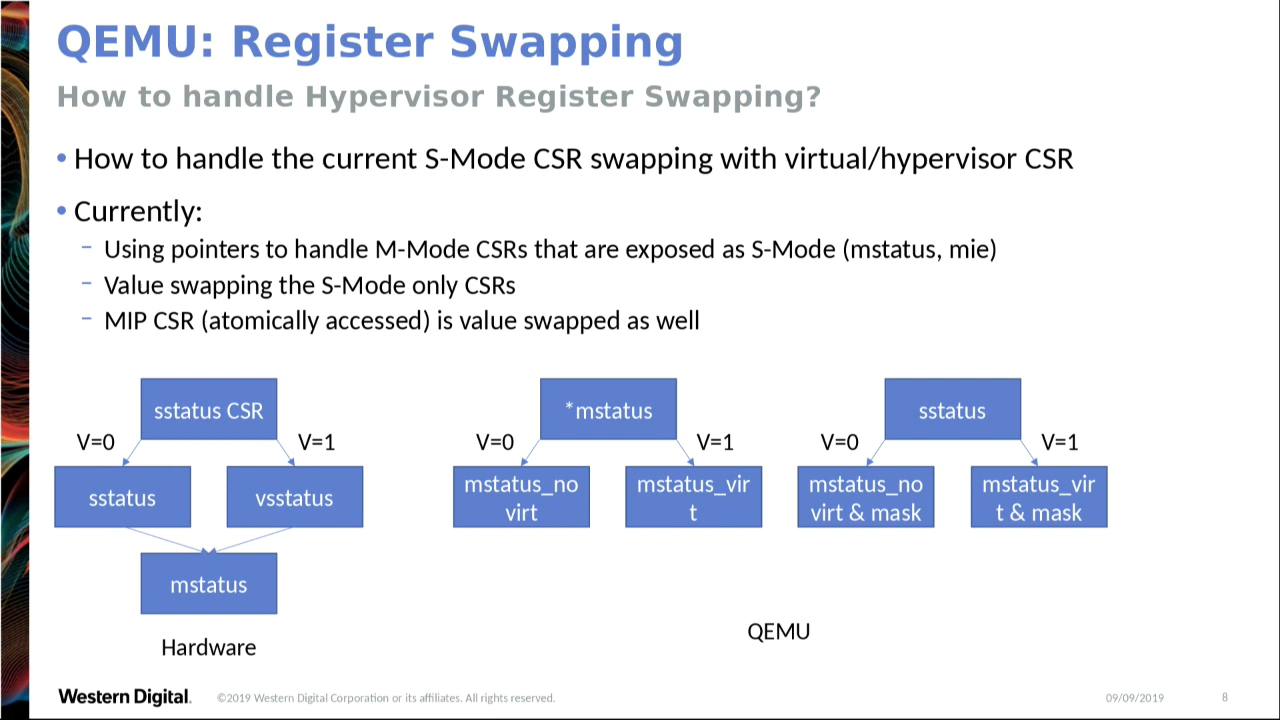 QEMU: Register Swapping
How to handle Hypervisor Register Swapping?
• How to handle the current S-Mode CSR swapping with virtual/hypervisor CSR
• Currently:
– Using pointers to handle M-Mode CSRs that are exposed as S-Mode (mstatus, mie)
– Value swapping the S-Mode only CSRs
– MIP CSR (atomically accessed) is value swapped as well
sstatus CSR
V=0
V=1
sstatus
vsstatus
mstatus
Hardware
*mstatus
V=0
V=1
mstatus_no
virt
mstatus_vir
t
sstatus
V=0
V=1
mstatus_no
virt & mask
mstatus_vir
t & mask
QEMU
Western Digital.
©2019 Western Digital Corporation or its affiliates. All rights reserved.
09/09/2019
8